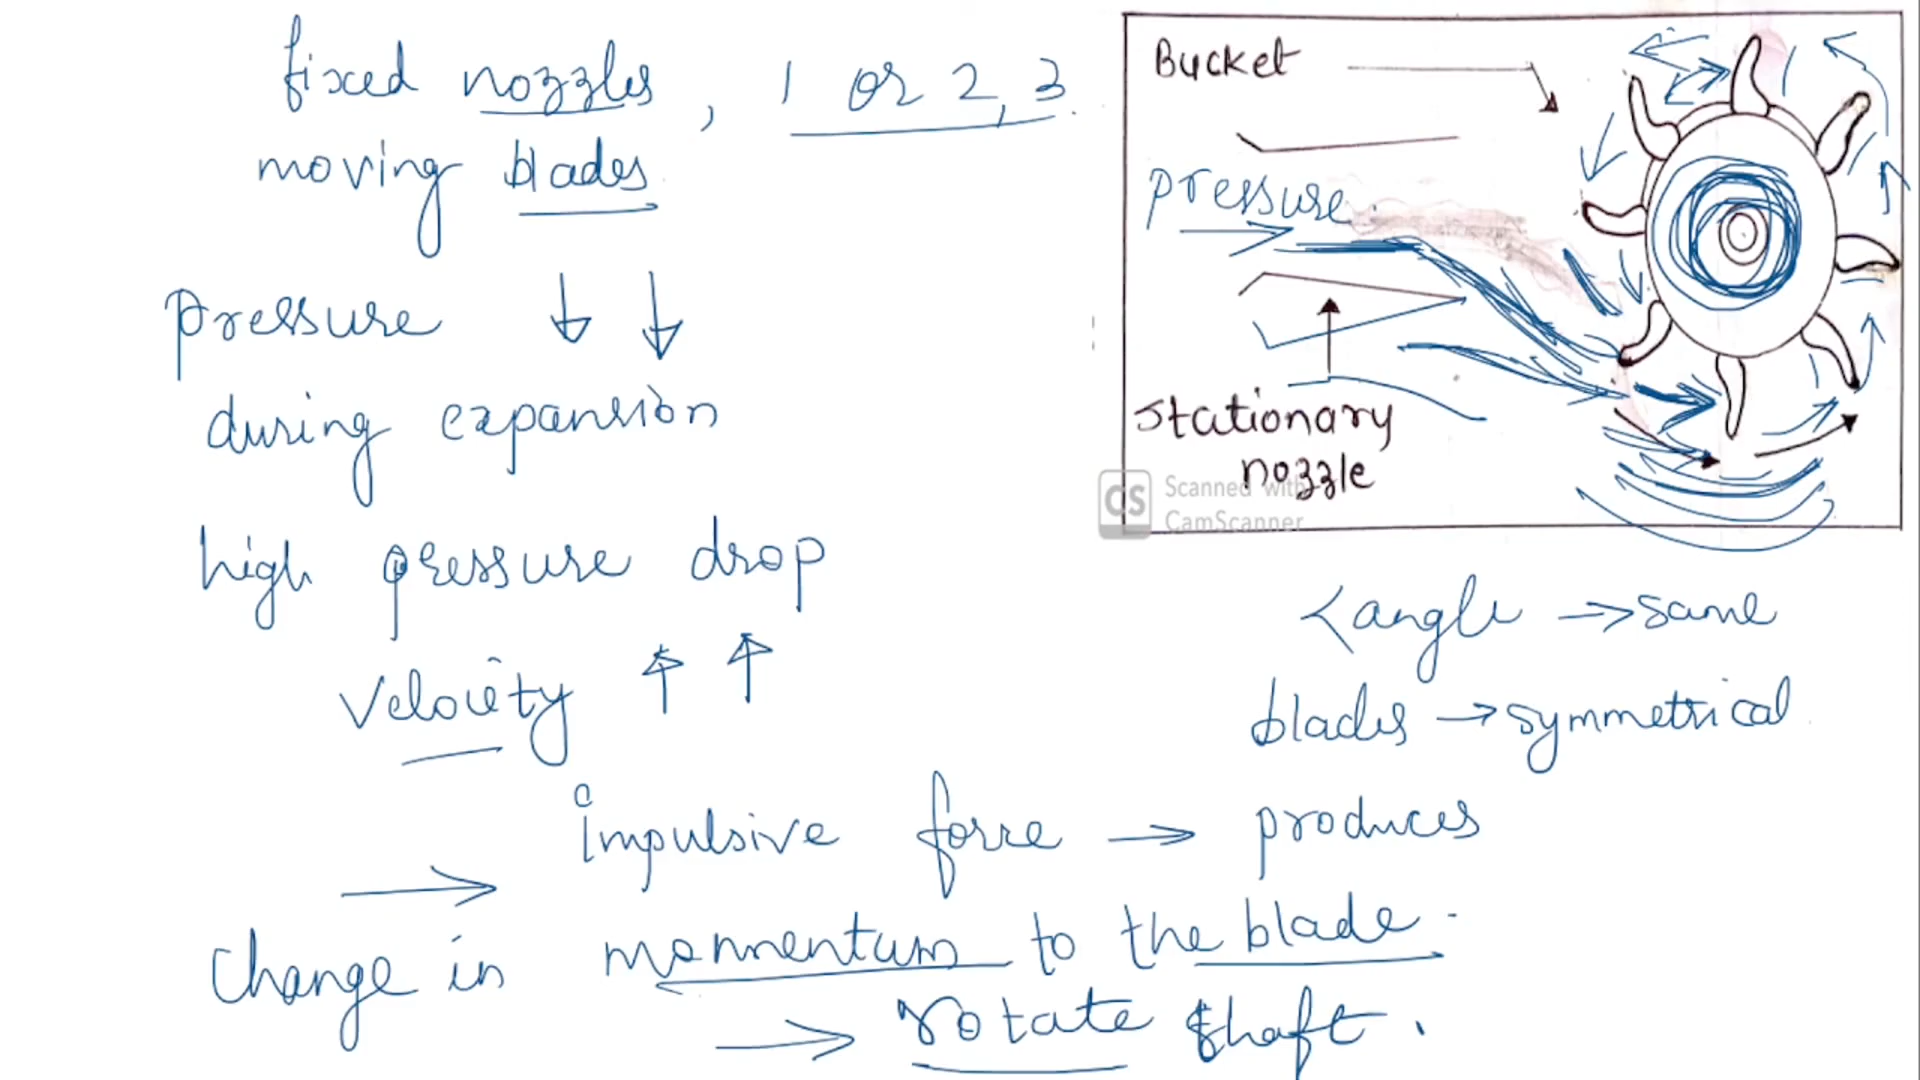 fixed nozzles, 1 or 2, 3
moving blades
pressure ↓ ↓
during expansion
high pressure drop
velocity ↑ ↑
Impulsive force → produces
→
change in momentum to the blade.
→ rotate shaft.
Bucket
pressure
Stationary
nozzle
CS Scanned with
CamScanner
<angle → same
blades → symmetrical